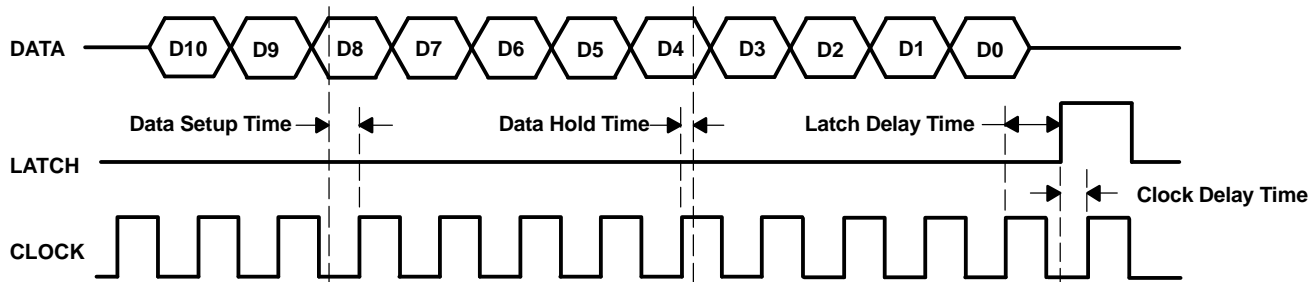 DATA D10 D9 D8 D7 D6 D5 D4 D3 D2 D1 D0
Data Setup Time Data Hold Time Latch Delay Time
LATCH
Clock Delay Time
CLOCK